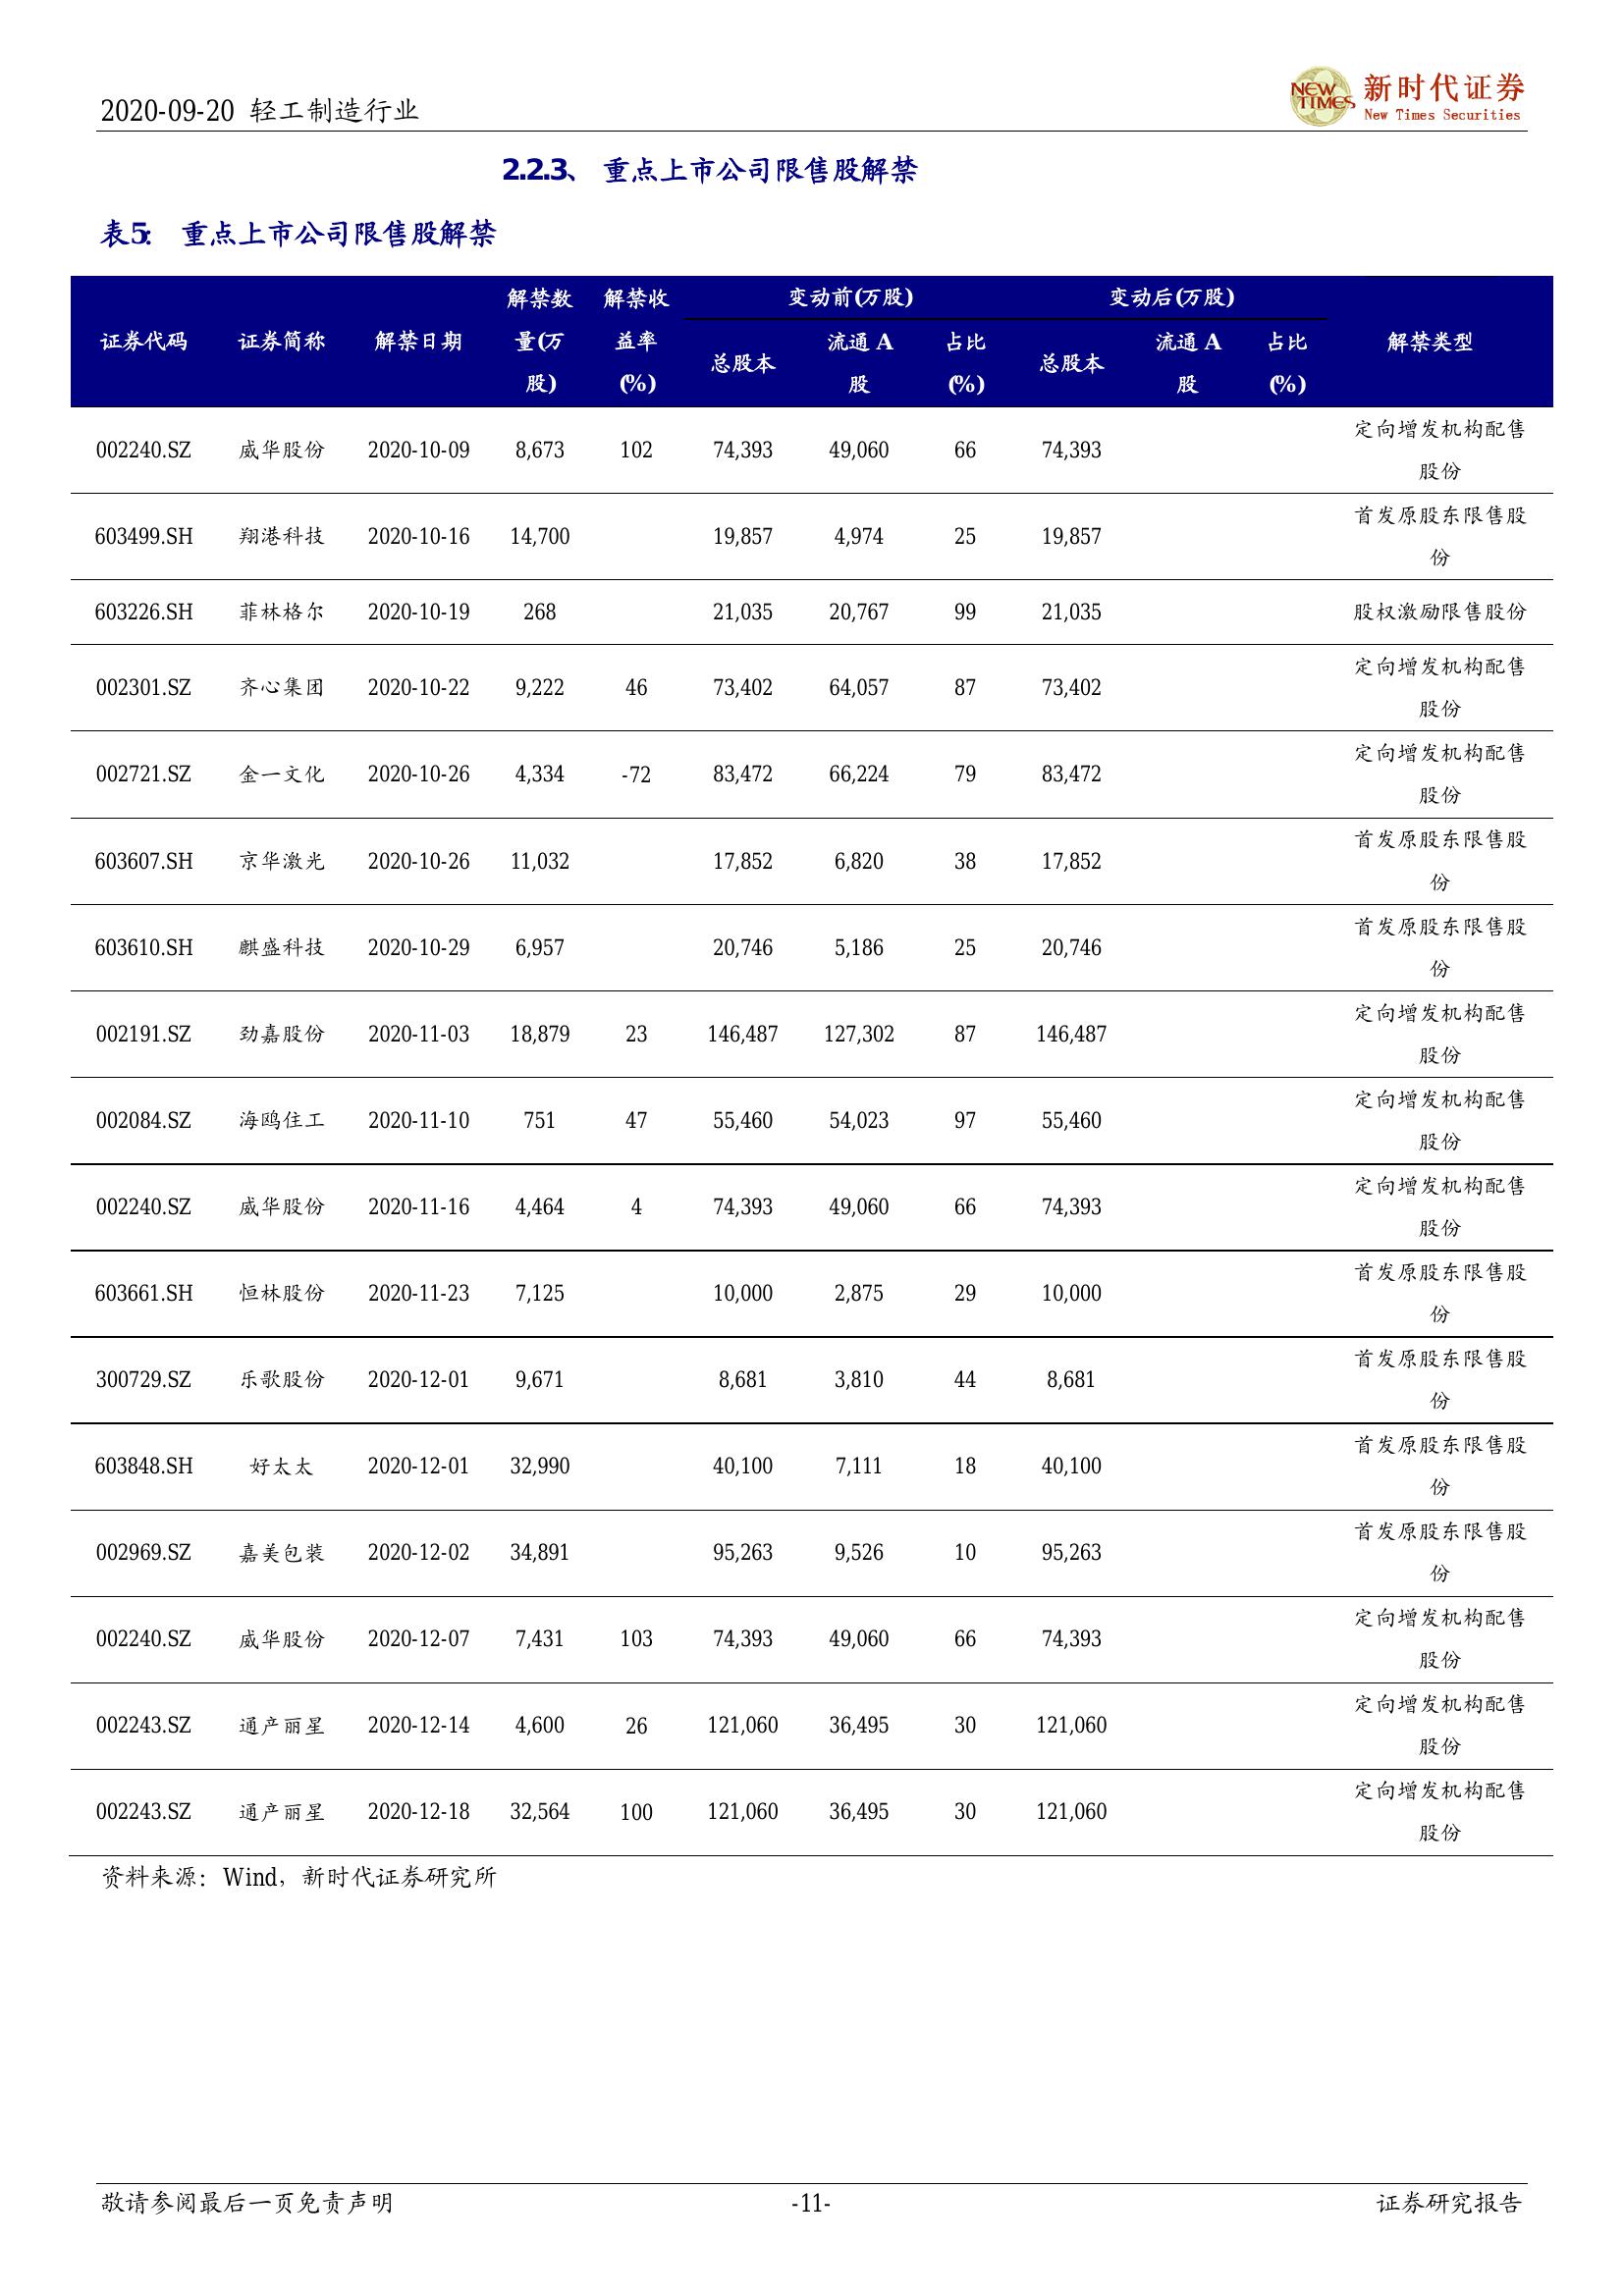 2020-09-20 轻工制造行业
NEW TIMES 新时代证券
New Times Securities
2.2.3、 重点上市公司限售股解禁
表5: 重点上市公司限售股解禁
证券代码 证券简称 解禁日期 解禁数量(万股) 解禁收益率(%) 变动前(万股) 变动后(万股) 解禁类型
总股本 流通 A 股 占比(%) 总股本 流通 A 股 占比(%)
002240.SZ 威华股份 2020-10-09 8,673 102 74,393 49,060 66 74,393 定向增发机构配售股份
603499.SH 翔港科技 2020-10-16 14,700 19,857 4,974 25 19,857 首发原股东限售股份
603226.SH 菲林格尔 2020-10-19 268 21,035 20,767 99 21,035 股权激励限售股份
002301.SZ 齐心集团 2020-10-22 9,222 46 73,402 64,057 87 73,402 定向增发机构配售股份
002721.SZ 金一文化 2020-10-26 4,334 -72 83,472 66,224 79 83,472 定向增发机构配售股份
603607.SH 京华激光 2020-10-26 11,032 17,852 6,820 38 17,852 首发原股东限售股份
603610.SH 麒盛科技 2020-10-29 6,957 20,746 5,186 25 20,746 首发原股东限售股份
002191.SZ 劲嘉股份 2020-11-03 18,879 23 146,487 127,302 87 146,487 定向增发机构配售股份
002084.SZ 海鸥住工 2020-11-10 751 47 55,460 54,023 97 55,460 定向增发机构配售股份
002240.SZ 威华股份 2020-11-16 4,464 4 74,393 49,060 66 74,393 定向增发机构配售股份
603661.SH 恒林股份 2020-11-23 7,125 10,000 2,875 29 10,000 首发原股东限售股份
300729.SZ 乐歌股份 2020-12-01 9,671 8,681 3,810 44 8,681 首发原股东限售股份
603848.SH 好太太 2020-12-01 32,990 40,100 7,111 18 40,100 首发原股东限售股份
002969.SZ 嘉美包装 2020-12-02 34,891 95,263 9,526 10 95,263 首发原股东限售股份
002240.SZ 威华股份 2020-12-07 7,431 103 74,393 49,060 66 74,393 定向增发机构配售股份
002243.SZ 通产丽星 2020-12-14 4,600 26 121,060 36,495 30 121,060 定向增发机构配售股份
002243.SZ 通产丽星 2020-12-18 32,564 100 121,060 36,495 30 121,060 定向增发机构配售股份
资料来源：Wind，新时代证券研究所
敬请参阅最后一页免责声明 -11- 证券研究报告